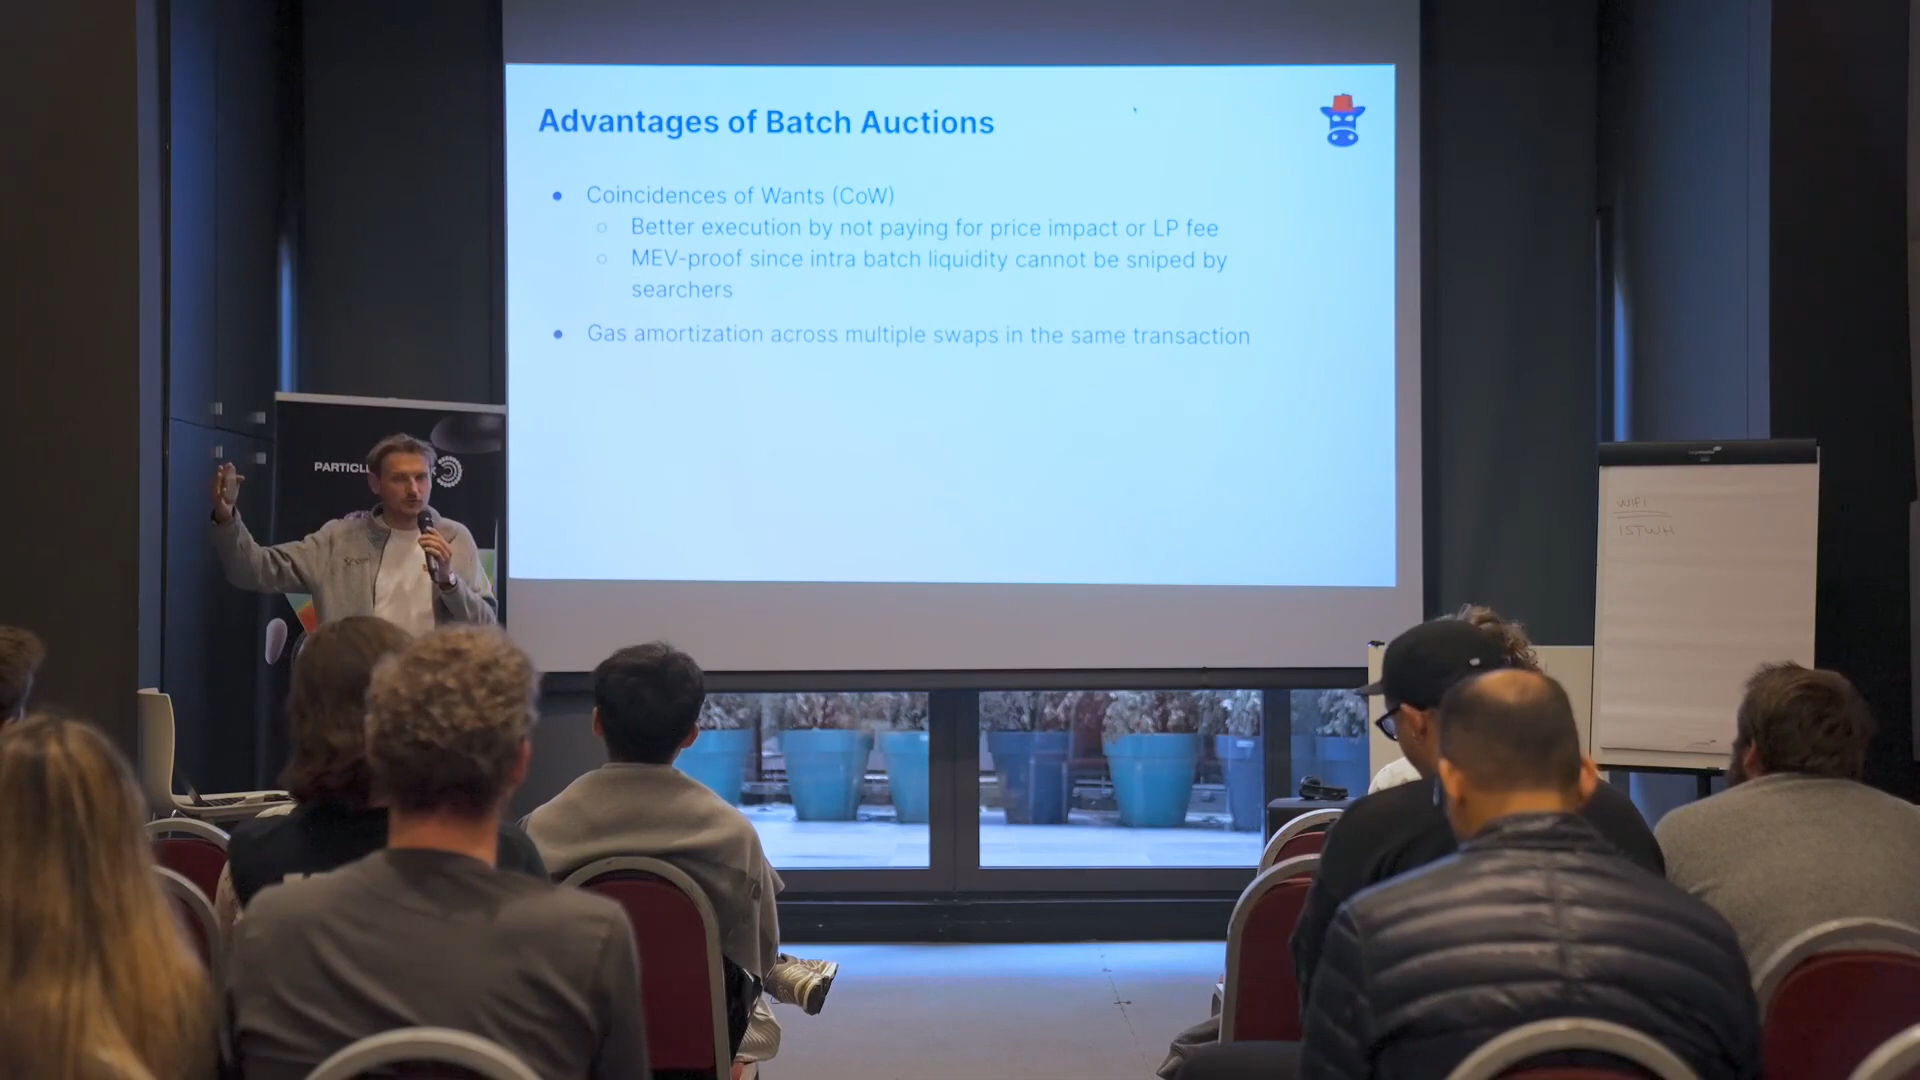 Advantages of Batch Auctions
Coincidences of Wants (CoW)
Better execution by not paying for price impact or LP fee
MEV-proof since intra batch liquidity cannot be sniped by
searchers
Gas amortization across multiple swaps in the same transaction
WIFI